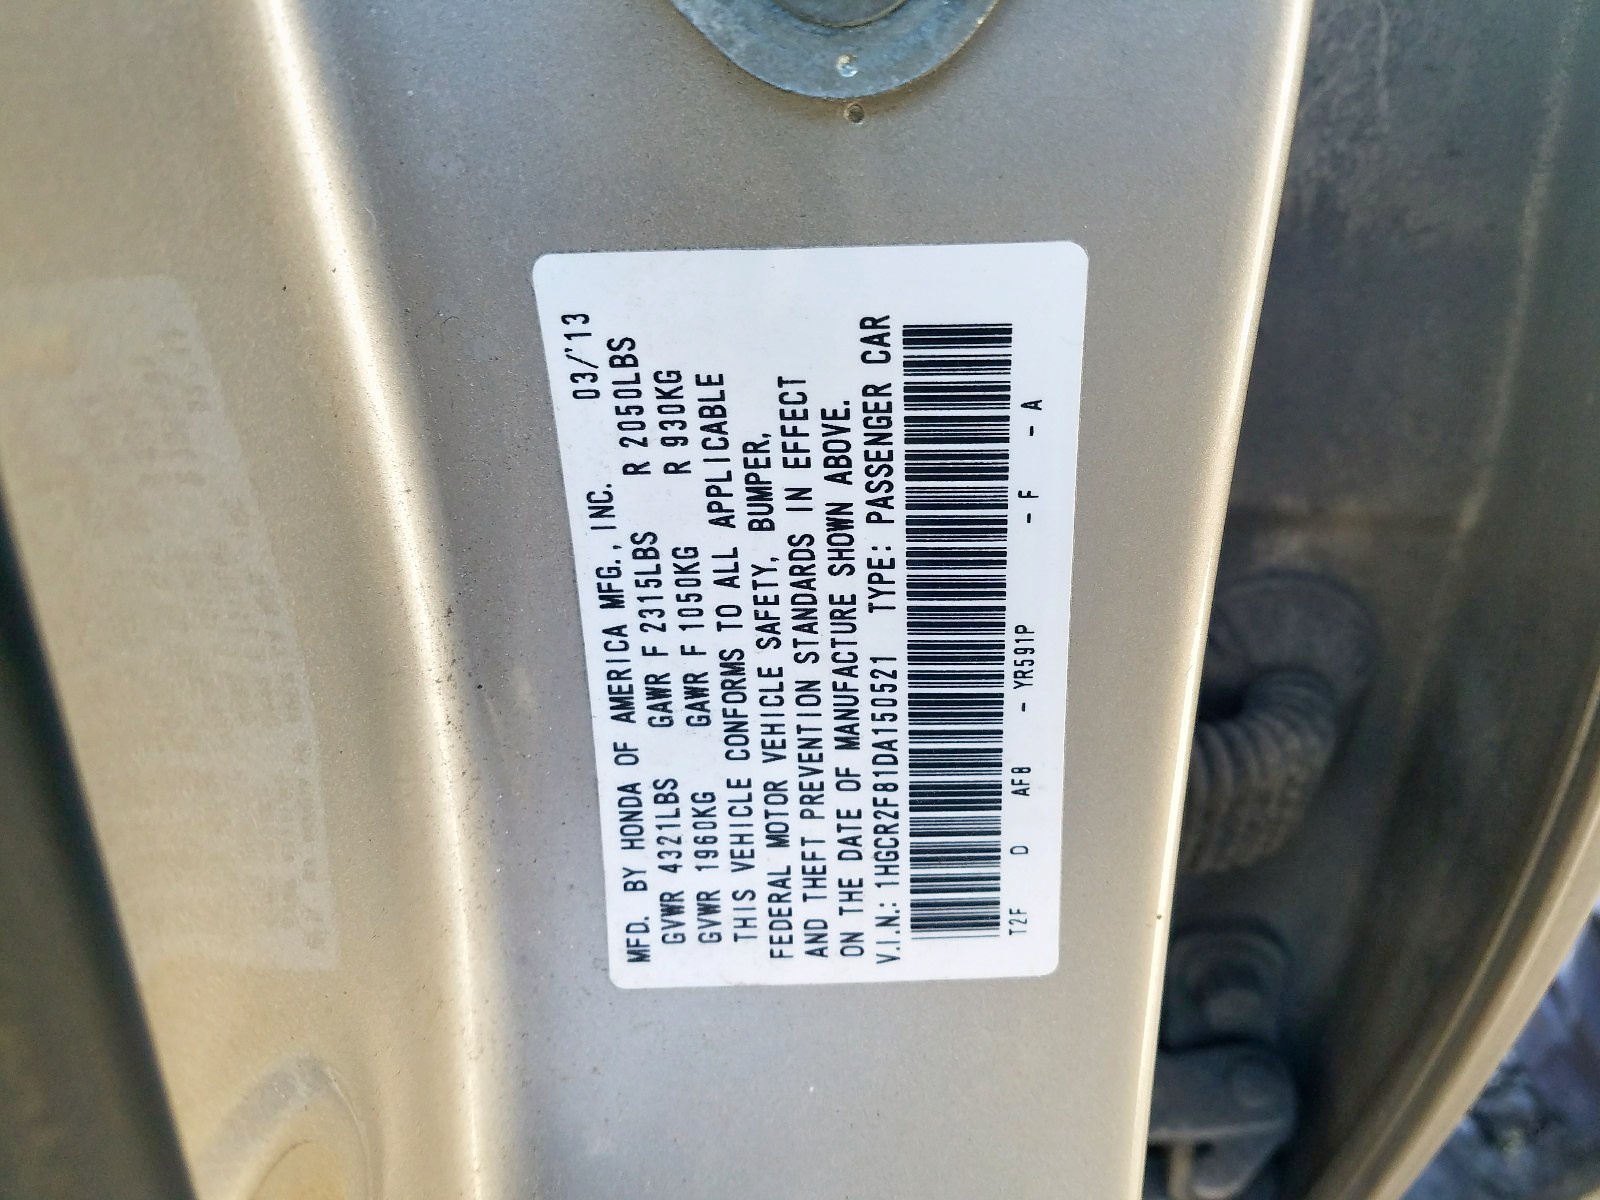 MFD. BY HONDA OF AMERICA MFG., INC. 03/'13
GVWR 4321LBS GAWR F 2315LBS R 2050LBS
GVWR 1960KG GAWR F 1050KG R 930KG
THIS VEHICLE CONFORMS TO ALL APPLICABLE
FEDERAL MOTOR VEHICLE SAFETY, BUMPER,
AND THEFT PREVENTION STANDARDS IN EFFECT
ON THE DATE OF MANUFACTURE SHOWN ABOVE.
V.I.N.: 1HGCR2F81DA150521 TYPE: PASSENGER CAR
T2F D AF8 - YR591P - F - A